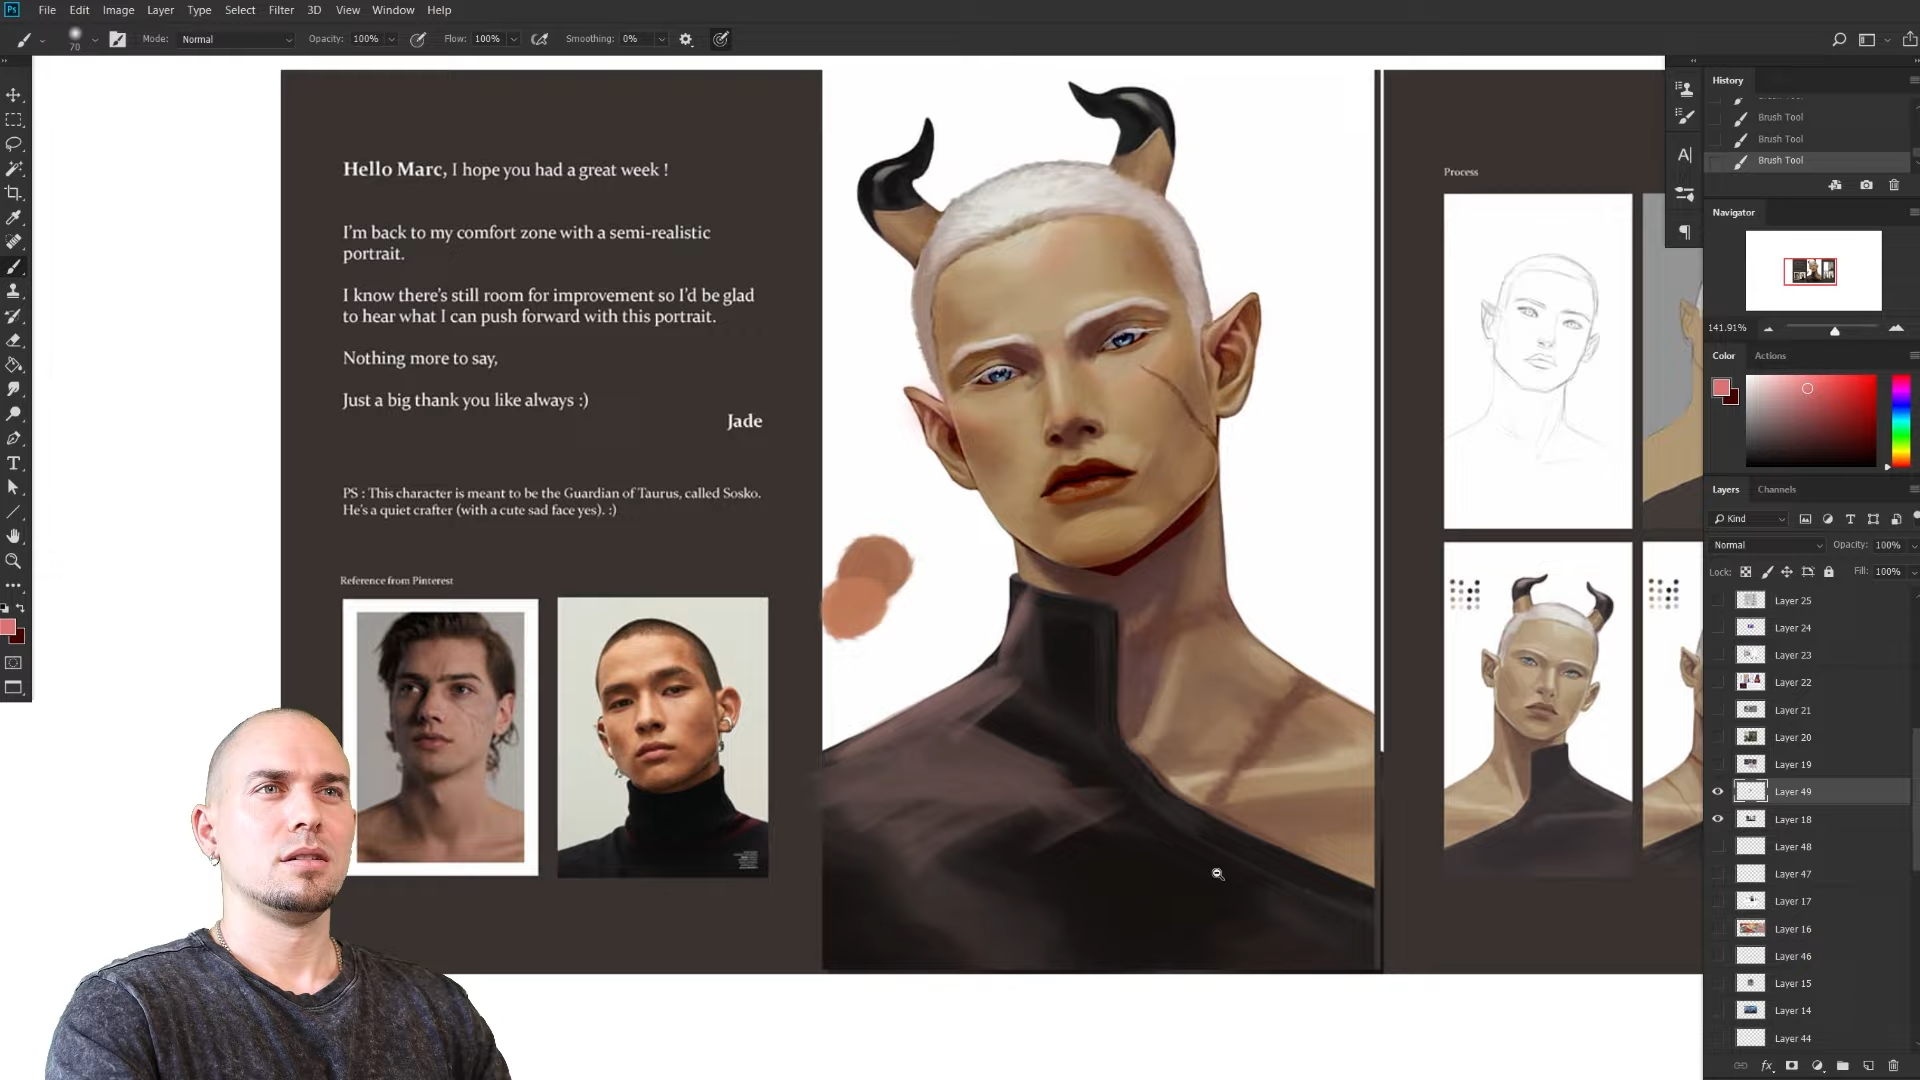 Ps File Edit Image Layer Type Select Filter 3D View Window Help
70 Mode: Normal Opacity: 100% Flow: 100% Smoothing: 0%
Hello Marc, I hope you had a great week !
I'm back to my comfort zone with a semi-realistic
portrait.
I know there's still room for improvement so I'd be glad
to hear what I can push forward with this portrait.
Nothing more to say,
Just a big thank you like always :)
Jade
PS : This character is meant to be the Guardian of Taurus, called Sosko.
He's a quiet crafter (with a cute sad face yes). :)
Reference from Pinterest
Process
History
Brush Tool
Brush Tool
Brush Tool
Navigator
141.91%
Color Actions
Layers Channels
Kind
Normal Opacity: 100%
Lock: Fill: 100%
Layer 25
Layer 24
Layer 23
Layer 22
Layer 21
Layer 20
Layer 19
Layer 49
Layer 18
Layer 48
Layer 47
Layer 17
Layer 16
Layer 46
Layer 15
Layer 14
Layer 44
fx